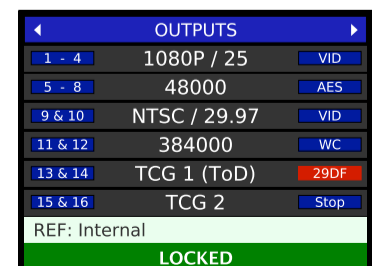 OUTPUTS
1 - 4 1080P / 25 VID
5 - 8 48000 AES
9 & 10 NTSC / 29.97 VID
11 & 12 384000 WC
13 & 14 TCG 1 (ToD) 29DF
15 & 16 TCG 2 Stop
REF: Internal
LOCKED